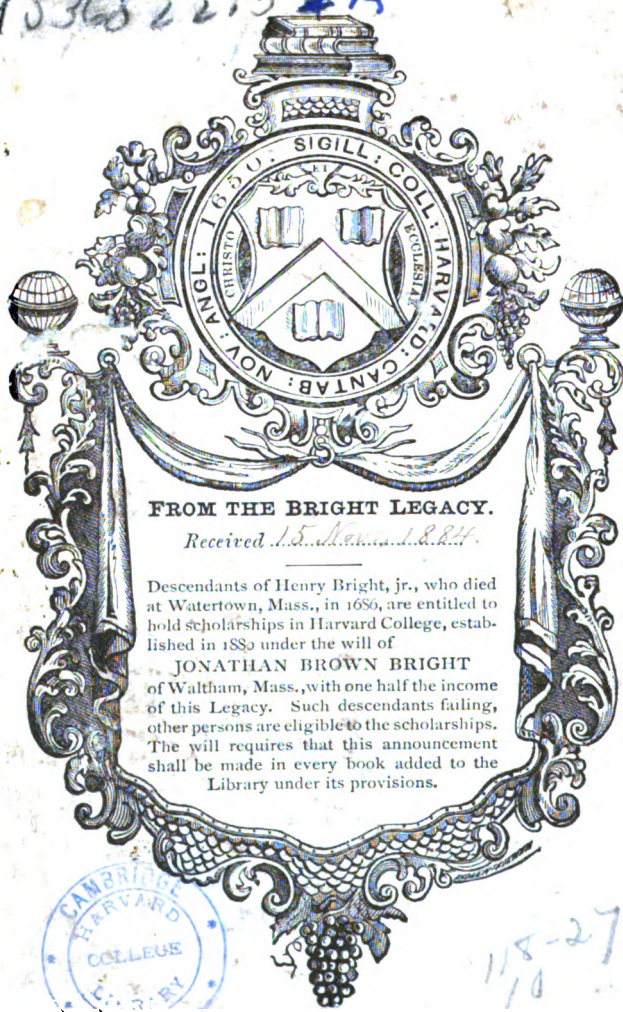 SIGILL: COLL: HARVARD: CANTAB: NOV: ANGL: 1650:
ET
CHRISTO
ECCLESIAE
FROM THE BRIGHT LEGACY.
Received 15 Nov. 1884.
Descendants of Henry Bright, jr., who died
at Watertown, Mass., in 1686, are entitled to
hold scholarships in Harvard College, estab-
lished in 1880 under the will of
JONATHAN BROWN BRIGHT
of Waltham, Mass., with one half the income
of this Legacy. Such descendants failing,
other persons are eligible to the scholarships.
The will requires that this announcement
shall be made in every book added to the
Library under its provisions.
CAMBRIDGE
HARVARD
COLLEGE
LIBRARY
118-27
10